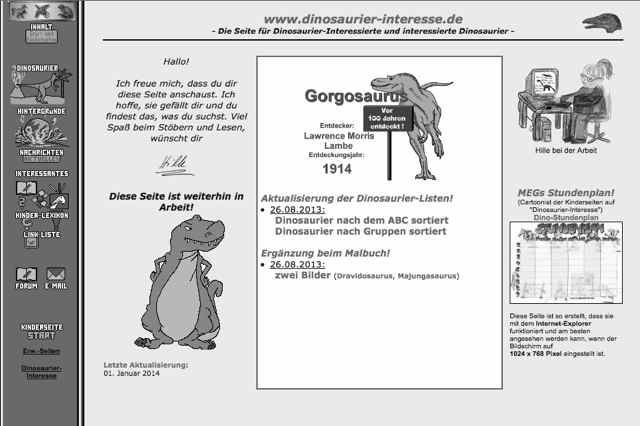 INHALT
DINOSAURIER
HINTERGRÜNDE
NACHRICHTEN
AKTUELLES
INTERESSANTES
KINDER-LEXIKON
LINK-LISTE
FORUM E-MAIL
KINDERSEITE
START
Erw.-Seiten
Dinosaurier-
Interesse
www.dinosaurier-interesse.de
- Die Seite für Dinosaurier-Interessierte und interessierte Dinosaurier -
Hallo!
Ich freue mich, dass du dir
diese Seite anschaust. Ich
hoffe, sie gefällt dir und du
findest das, was du suchst. Viel
Spaß beim Stöbern und Lesen,
wünscht dir
Hille
Diese Seite ist weiterhin in
Arbeit!
Letzte Aktualisierung:
01. Januar 2014
Gorgosaurus
Vor
100 Jahren
entdeckt!
Entdecker:
Lawrence Morris
Lambe
Entdeckungsjahr:
1914
Aktualisierung der Dinosaurier-Listen!
26.08.2013:
Dinosaurier nach dem ABC sortiert
Dinosaurier nach Gruppen sortiert
Ergänzung beim Malbuch!
26.08.2013:
zwei Bilder (Dravidosaurus, Majungasaurus)
Hille bei der Arbeit
MEGs Stundenplan!
(Cartoonist der Kinderseiten auf
"Dinosaurier-Interesse")
Dino-Stundenplan
Diese Seite ist so erstellt, dass sie
mit dem Internet-Explorer
funktioniert und am besten
angesehen werden kann, wenn der
Bildschirm auf
1024 x 768 Pixel eingestellt ist.